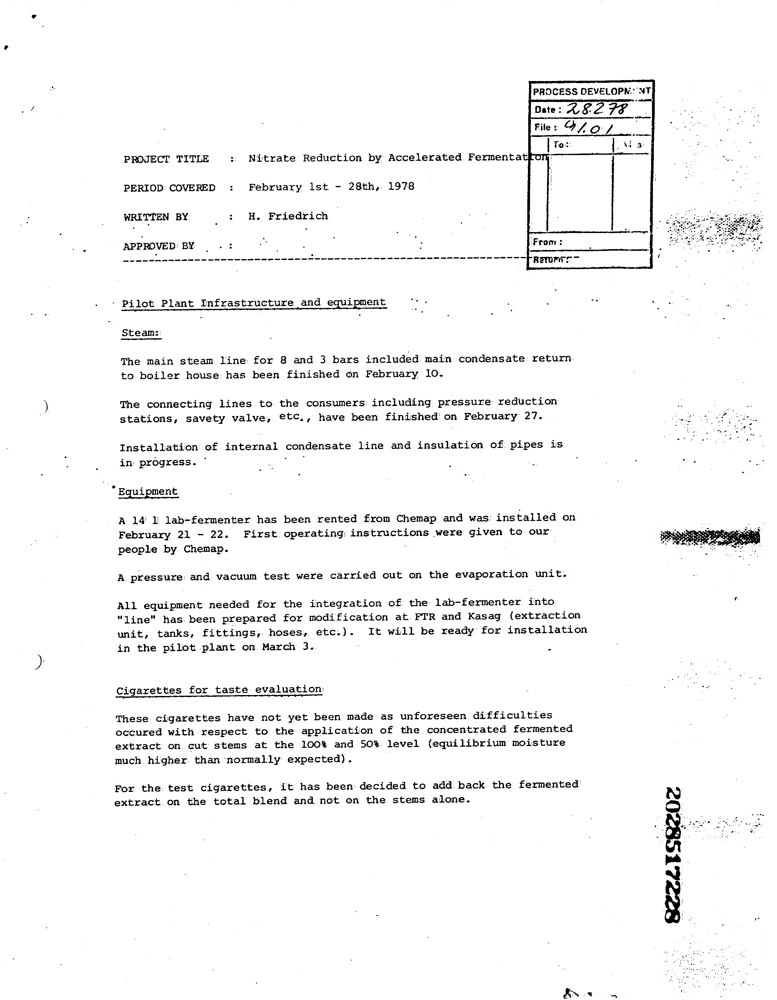 PROCESS DEVELOPMENT
Date : 28.2 78
File : 41.01
To :
PROJECT TITLE : Nitrate Reduction by Accelerated Fermentation
PERIOD COVERED : February 1st - 28th, 1978
WRITTEN BY : H. Friedrich
APPROVED BY :
From :
Return :
Pilot Plant Infrastructure and equipment
Steam:
The main steam line for 8 and 3 bars included main condensate return
to boiler house has been finished on February 10.
The connecting lines to the consumers including pressure reduction
stations, savety valve, etc., have been finished on February 27.
Installation of internal condensate line and insulation of pipes is
in progress.
Equipment
A 14 l lab-fermenter has been rented from Chemap and was installed on
February 21 - 22. First operating instructions were given to our
people by Chemap.
A pressure and vacuum test were carried out on the evaporation unit.
All equipment needed for the integration of the lab-fermenter into
"line" has been prepared for modification at FTR and Kasag (extraction
unit, tanks, fittings, hoses, etc.). It will be ready for installation
in the pilot plant on March 3.
Cigarettes for taste evaluation
These cigarettes have not yet been made as unforeseen difficulties
occured with respect to the application of the concentrated fermented
extract on cut stems at the 100% and 50% level (equilibrium moisture
much higher than normally expected).
For the test cigarettes, it has been decided to add back the fermented
extract on the total blend and not on the stems alone.
2028517228